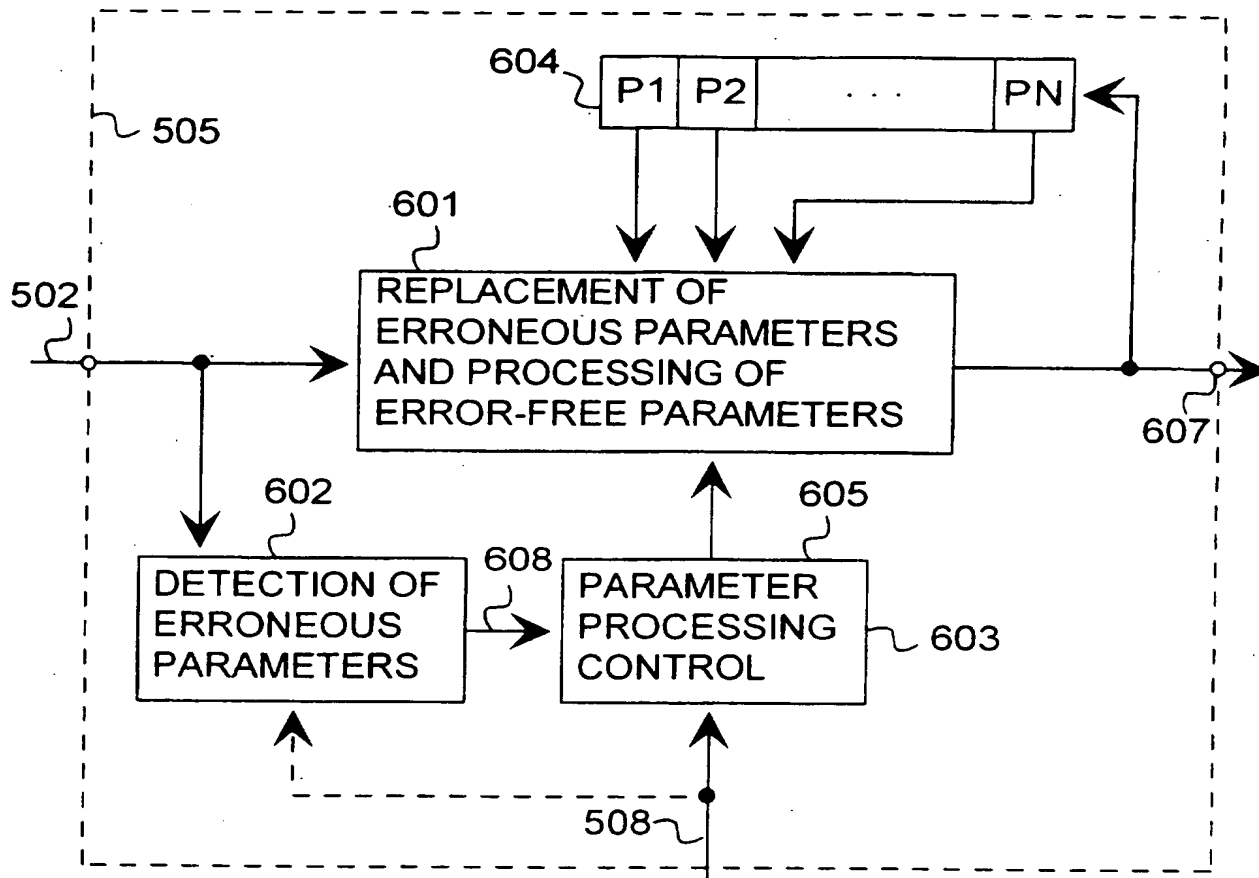 604
P1 P2 ... PN
505
601
502
REPLACEMENT OF
ERRONEOUS PARAMETERS
AND PROCESSING OF
ERROR-FREE PARAMETERS
607
602
605
608
DETECTION OF
ERRONEOUS
PARAMETERS
PARAMETER
PROCESSING
CONTROL
603
508